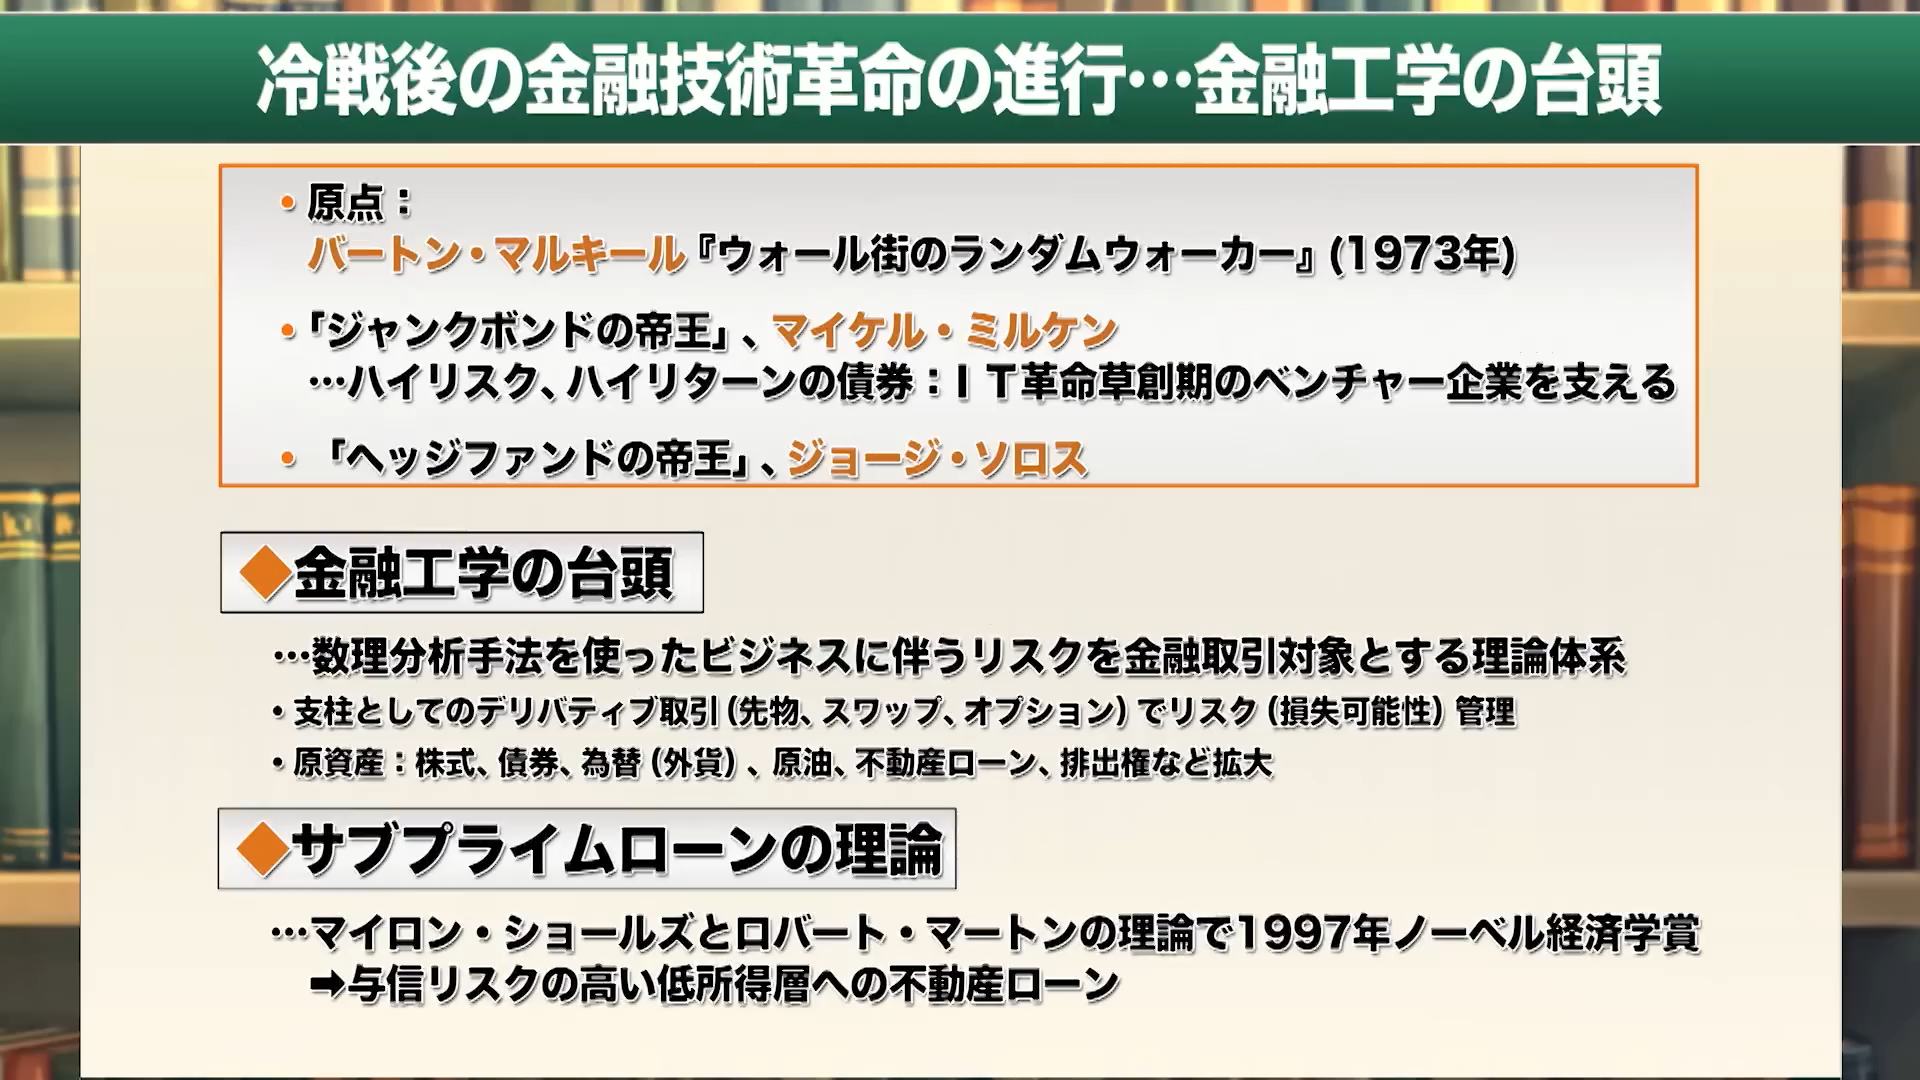 冷戦後の金融技術革命の進行…金融工学の台頭
・原点：
バートン・マルキール『ウォール街のランダムウォーカー』(1973年)
・「ジャンクボンドの帝王」、マイケル・ミルケン
…ハイリスク、ハイリターンの債券：ＩＴ革命草創期のベンチャー企業を支える
・「ヘッジファンドの帝王」、ジョージ・ソロス
◆金融工学の台頭
…数理分析手法を使ったビジネスに伴うリスクを金融取引対象とする理論体系
・支柱としてのデリバティブ取引（先物、スワップ、オプション）でリスク（損失可能性）管理
・原資産：株式、債券、為替（外貨）、原油、不動産ローン、排出権など拡大
◆サブプライムローンの理論
…マイロン・ショールズとロバート・マートンの理論で1997年ノーベル経済学賞
➡与信リスクの高い低所得層への不動産ローン